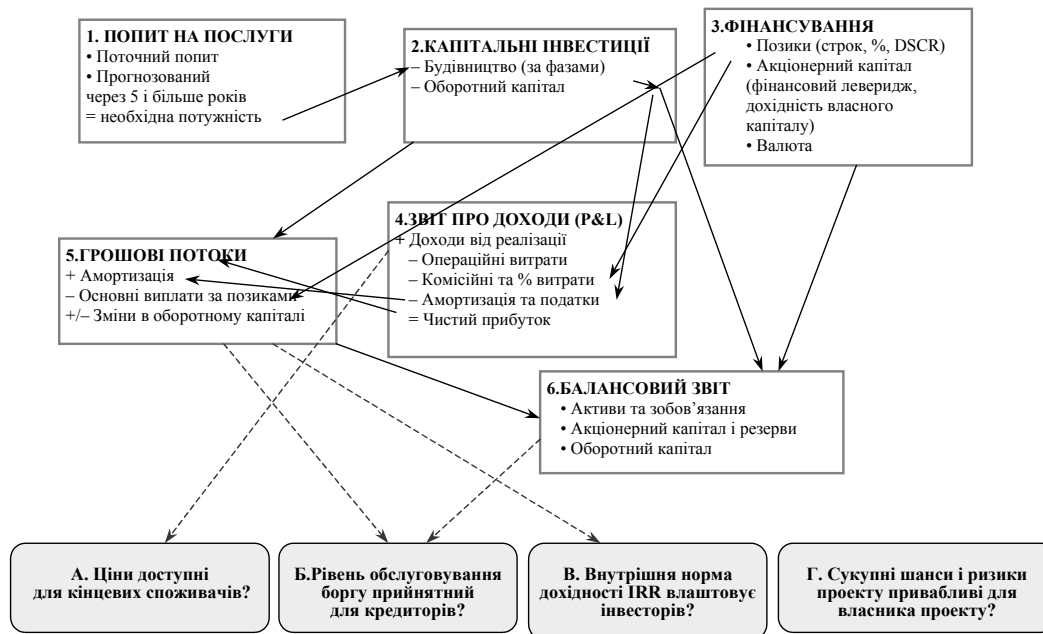 1. ПОПИТ НА ПОСЛУГИ
• Поточний попит
• Прогнозований
через 5 і більше років
= необхідна потужність
2.КАПІТАЛЬНІ ІНВЕСТИЦІЇ
– Будівництво (за фазами)
– Оборотний капітал
3.ФІНАНСУВАННЯ
• Позики (строк, %, DSCR)
• Акціонерний капітал
(фінансовий леверидж,
дохідність власного
капіталу)
• Валюта
4.ЗВІТ ПРО ДОХОДИ (P&L)
+ Доходи від реалізації
– Операційні витрати
– Комісійні та % витрати
– Амортизація та податки
= Чистий прибуток
5.ГРОШОВІ ПОТОКИ
+ Амортизація
– Основні виплати за позиками
+/– Зміни в оборотному капіталі
6.БАЛАНСОВИЙ ЗВІТ
• Активи та зобов’язання
• Акціонерний капітал і резерви
• Оборотний капітал
А. Ціни доступні
для кінцевих споживачів?
Б.Рівень обслуговування
боргу прийнятний
для кредиторів?
В. Внутрішня норма
дохідності IRR влаштовує
інвесторів?
Г. Сукупні шанси і ризики
проекту привабливі для
власника проекту?